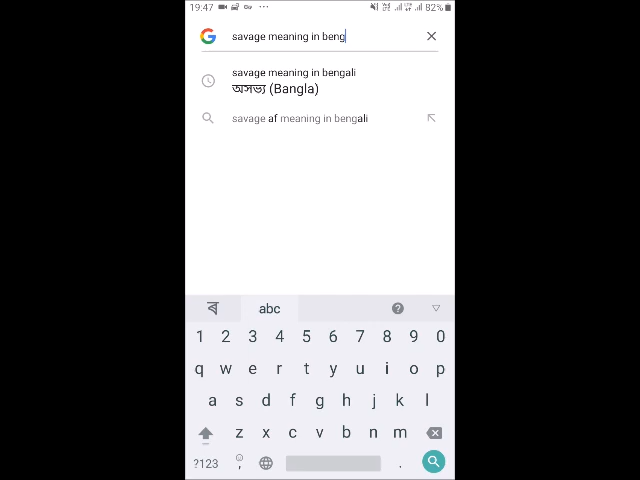 19:47
82%
savage meaning in beng
savage meaning in bengali
অসভ্য (Bangla)
savage af meaning in bengali
abc
1 2 3 4 5 6 7 8 9 0
q w e r t y u i o p
a s d f g h j k l
z x c v b n m
?123 , .